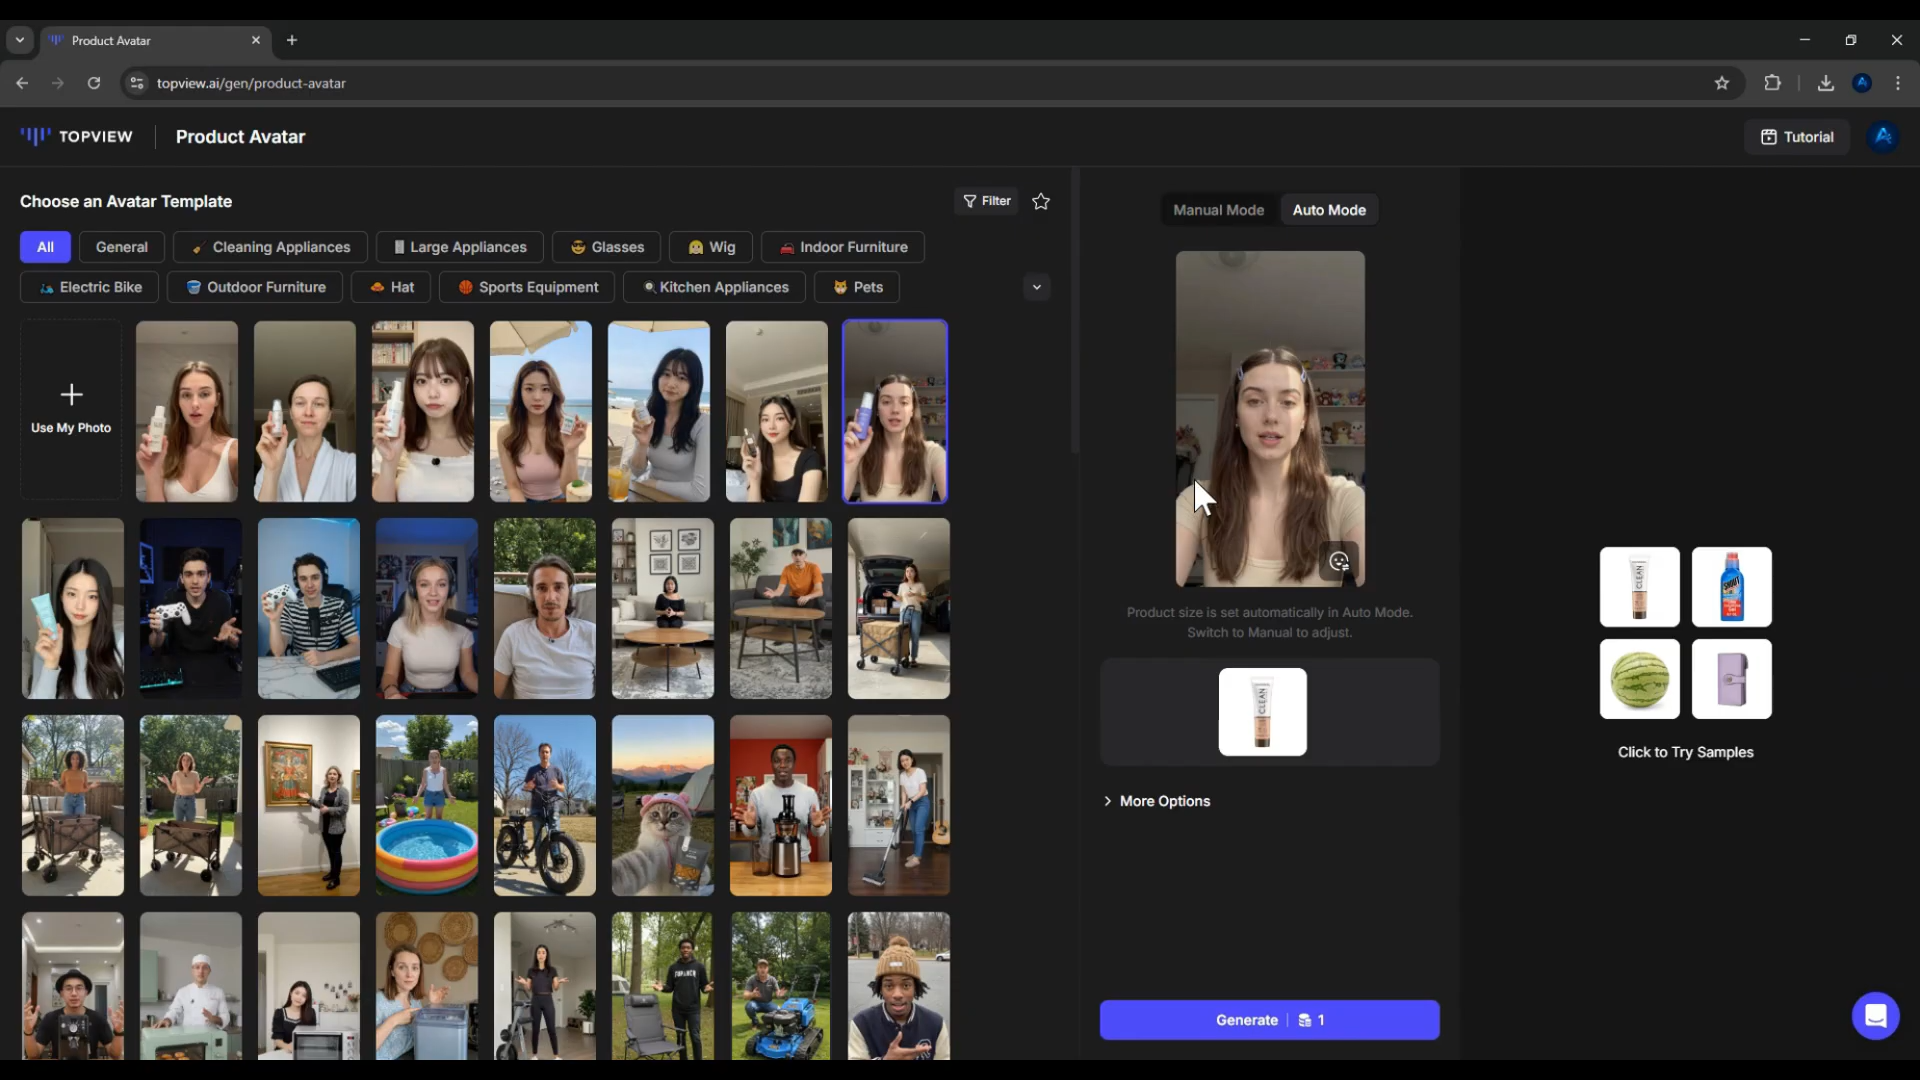 Product Avatar
topview.ai/gen/product-avatar
TOPVIEW
Product Avatar
Tutorial
Choose an Avatar Template
Filter
All
General
Cleaning Appliances
Large Appliances
Glasses
Wig
Indoor Furniture
Electric Bike
Outdoor Furniture
Hat
Sports Equipment
Kitchen Appliances
Pets
Use My Photo
Manual Mode
Auto Mode
Product size is set automatically in Auto Mode.
Switch to Manual to adjust.
CLEAN
More Options
Generate
1
CLEAN
SHOUT
Click to Try Samples